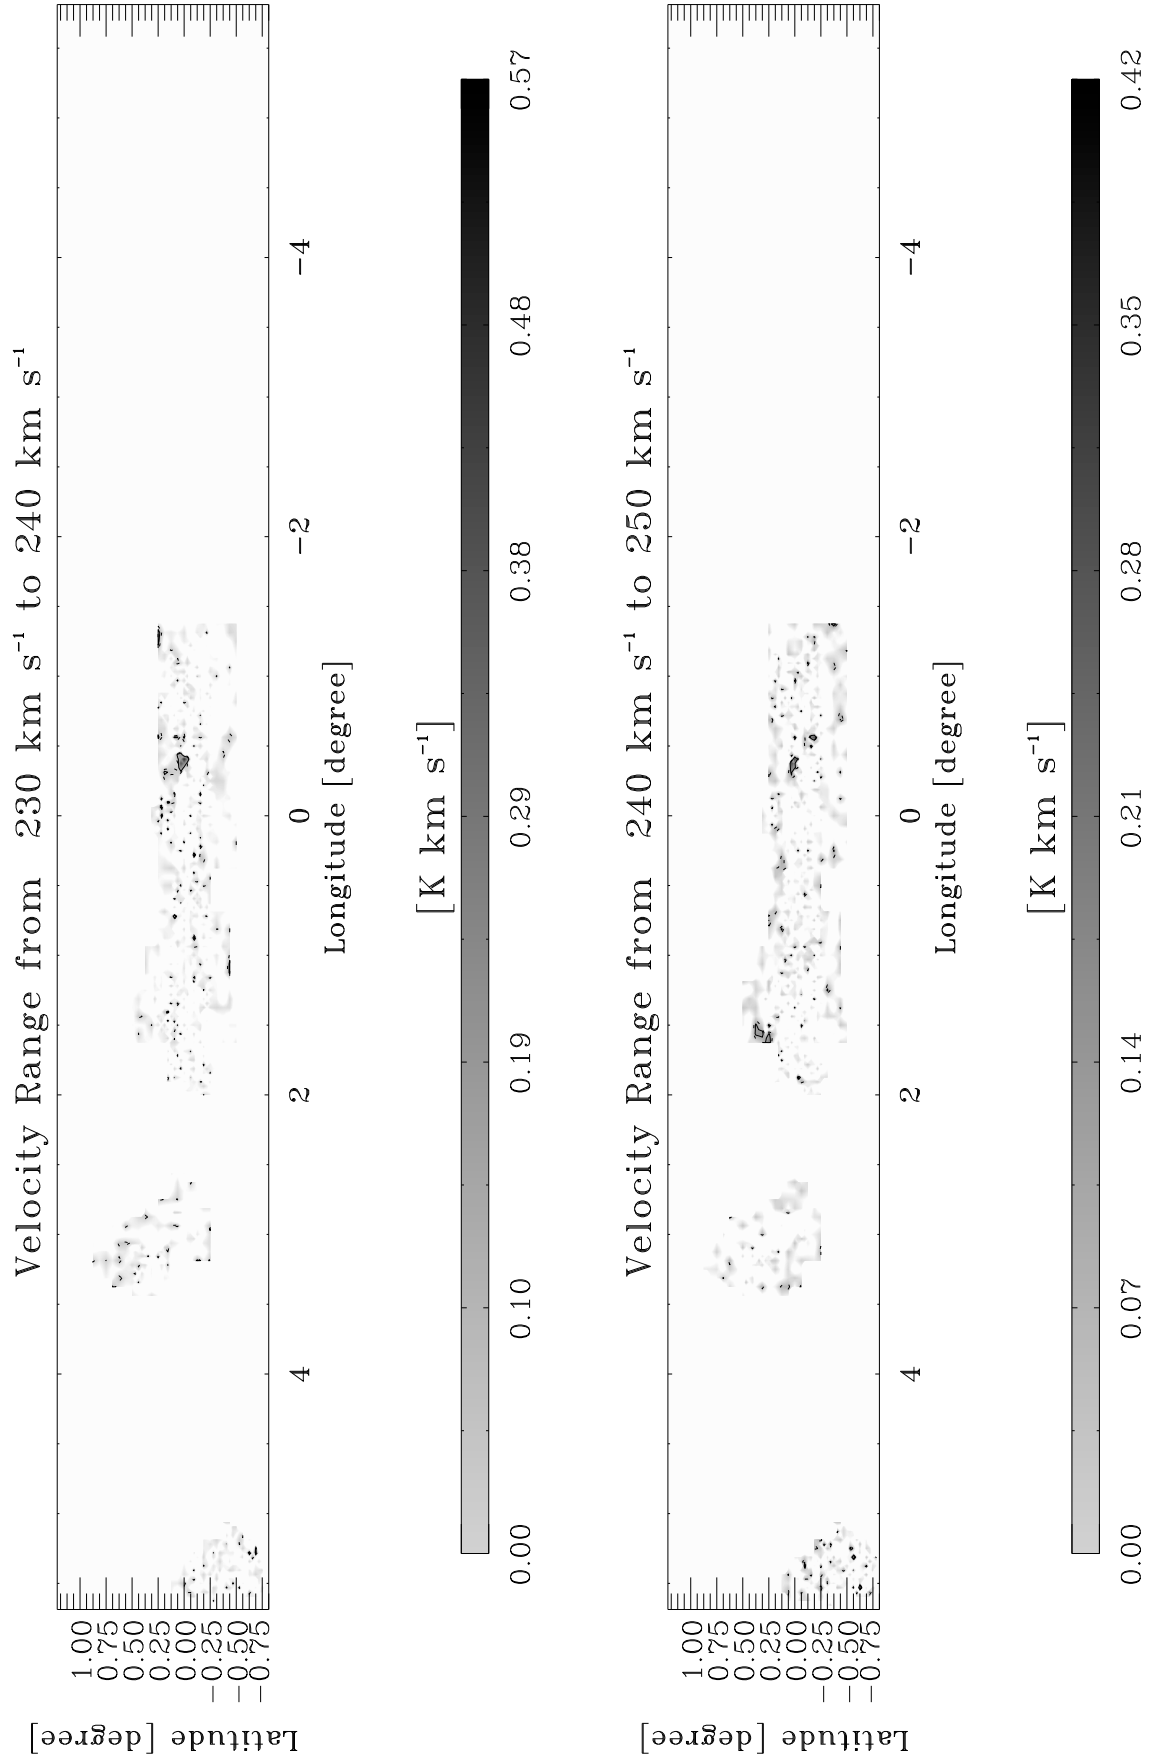 Velocity Range from 230 km s⁻¹ to 240 km s⁻¹
1.00
0.75
0.50
0.25
0.00
−0.25
−0.50
−0.75
Latitude [degree]
4 2 0 −2 −4
Longitude [degree]
[K km s⁻¹]
0.00 0.10 0.19 0.29 0.38 0.48 0.57
Velocity Range from 240 km s⁻¹ to 250 km s⁻¹
1.00
0.75
0.50
0.25
0.00
−0.25
−0.50
−0.75
Latitude [degree]
4 2 0 −2 −4
Longitude [degree]
[K km s⁻¹]
0.00 0.07 0.14 0.21 0.28 0.35 0.42